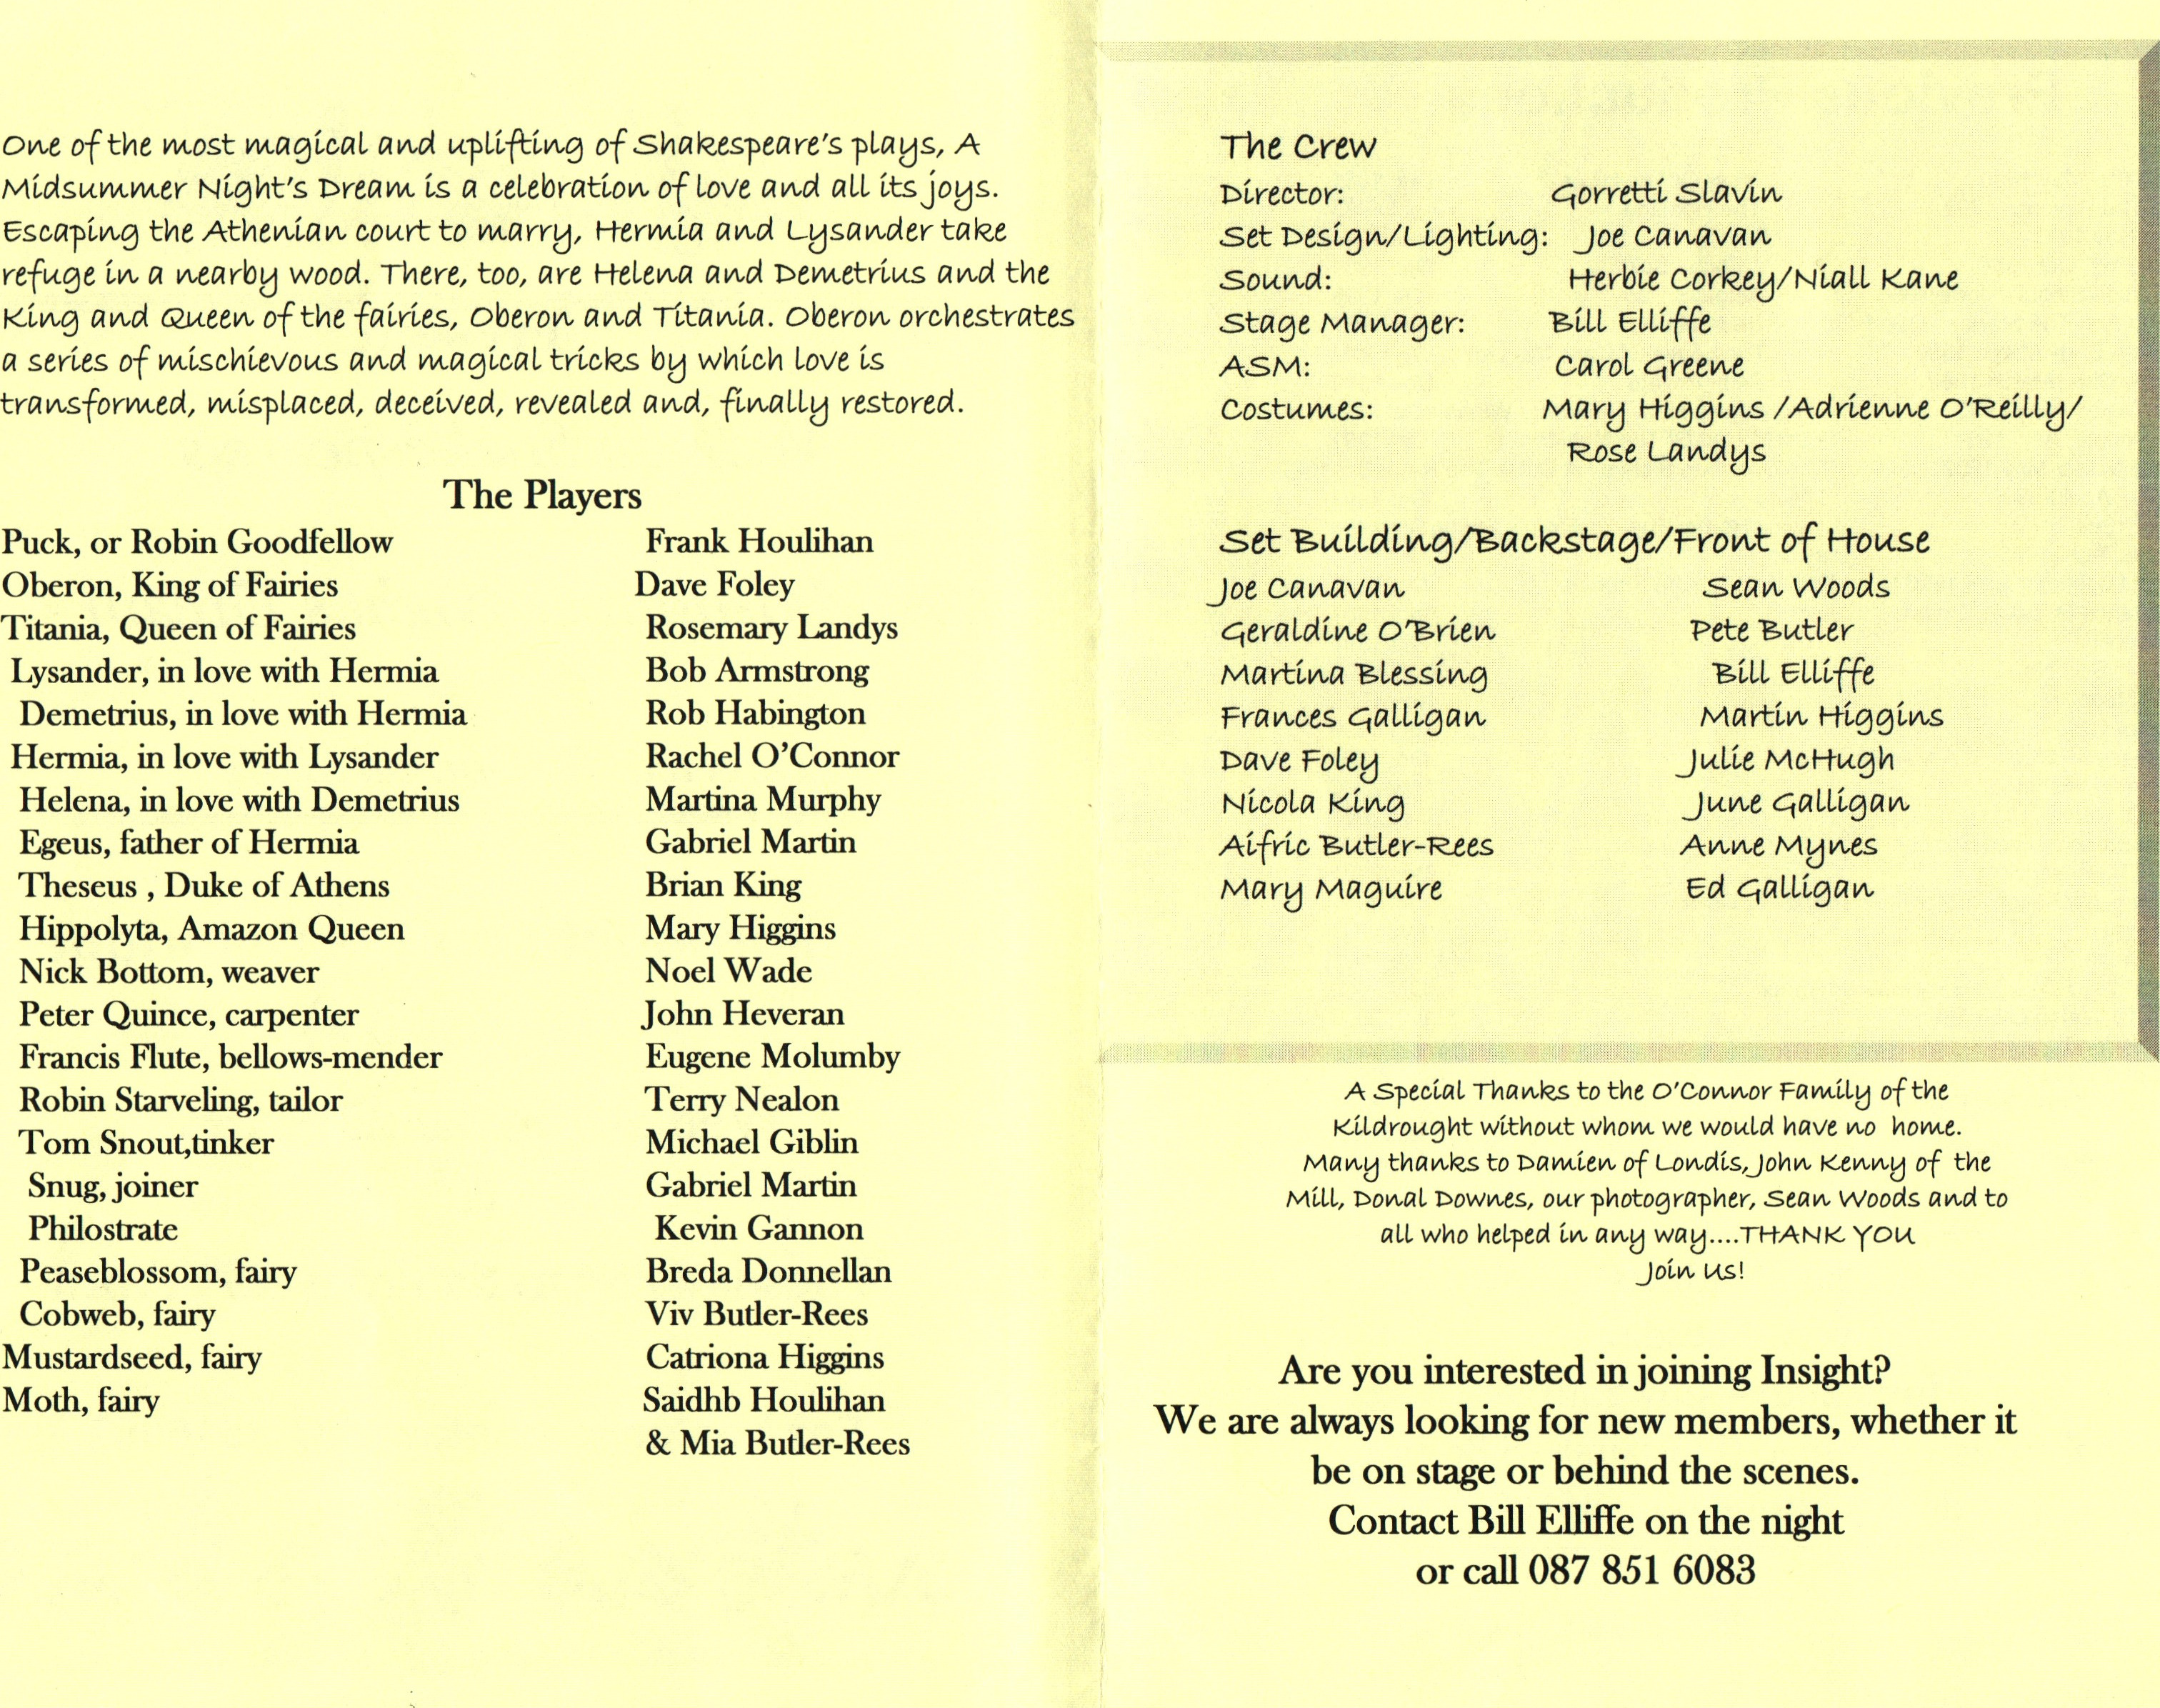 One of the most magical and uplifting of Shakespeare's plays, A
Midsummer Night's Dream is a celebration of love and all its joys.
Escaping the Athenian court to marry, Hermia and Lysander take
refuge in a nearby wood. There, too, are Helena and Demetrius and the
King and Queen of the fairies, Oberon and Titania. Oberon orchestrates
a series of mischievous and magical tricks by which love is
transformed, misplaced, deceived, revealed and, finally restored.
The Players
Puck, or Robin Goodfellow Frank Houlihan
Oberon, King of Fairies Dave Foley
Titania, Queen of Fairies Rosemary Landys
Lysander, in love with Hermia Bob Armstrong
Demetrius, in love with Hermia Rob Habington
Hermia, in love with Lysander Rachel O'Connor
Helena, in love with Demetrius Martina Murphy
Egeus, father of Hermia Gabriel Martin
Theseus , Duke of Athens Brian King
Hippolyta, Amazon Queen Mary Higgins
Nick Bottom, weaver Noel Wade
Peter Quince, carpenter John Heveran
Francis Flute, bellows-mender Eugene Molumby
Robin Starveling, tailor Terry Nealon
Tom Snout,tinker Michael Giblin
Snug, joiner Gabriel Martin
Philostrate Kevin Gannon
Peaseblossom, fairy Breda Donnellan
Cobweb, fairy Viv Butler-Rees
Mustardseed, fairy Catriona Higgins
Moth, fairy Saidhb Houlihan
& Mia Butler-Rees
The Crew
Director: Gorretti Slavin
Set Design/Lighting: Joe Canavan
Sound: Herbie Corkey/Niall Kane
Stage Manager: Bill Elliffe
ASM: Carol Greene
Costumes: Mary Higgins /Adrienne O'Reilly/
Rose Landys
Set Building/Backstage/Front of House
Joe Canavan Sean Woods
Geraldine O'Brien Pete Butler
Martina Blessing Bill Elliffe
Frances Galligan Martin Higgins
Dave Foley Julie McHugh
Nicola King June Galligan
Aifric Butler-Rees Anne Mynes
Mary Maguire Ed Galligan
A Special Thanks to the O'Connor Family of the
Kildrought without whom we would have no home.
Many thanks to Damien of Londis, John Kenny of the
Mill, Donal Downes, our photographer, Sean Woods and to
all who helped in any way....THANK YOU
Join Us!
Are you interested in joining Insight?
We are always looking for new members, whether it
be on stage or behind the scenes.
Contact Bill Elliffe on the night
or call 087 851 6083